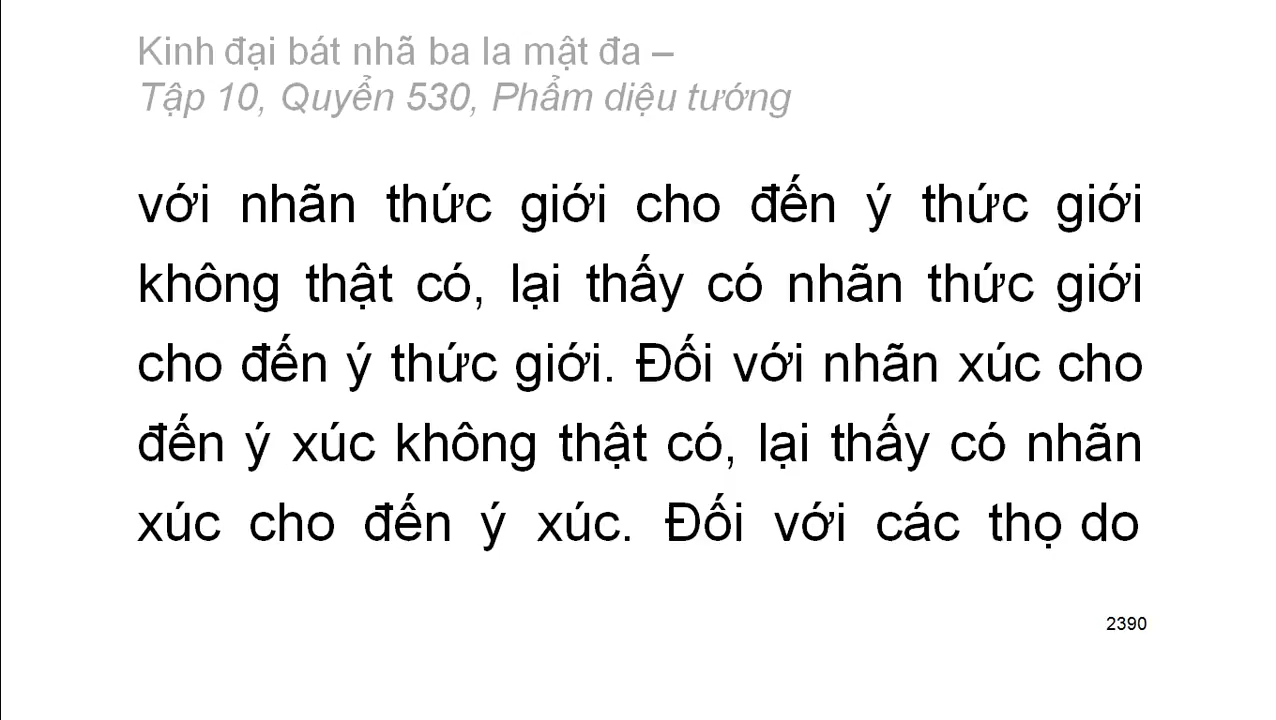 Kinh đại bát nhã ba la mật đa –
Tập 10, Quyển 530, Phẩm diệu tướng
với nhãn thức giới cho đến ý thức giới
không thật có, lại thấy có nhãn thức giới
cho đến ý thức giới. Đối với nhãn xúc cho
đến ý xúc không thật có, lại thấy có nhãn
xúc cho đến ý xúc. Đối với các thọ do
2390